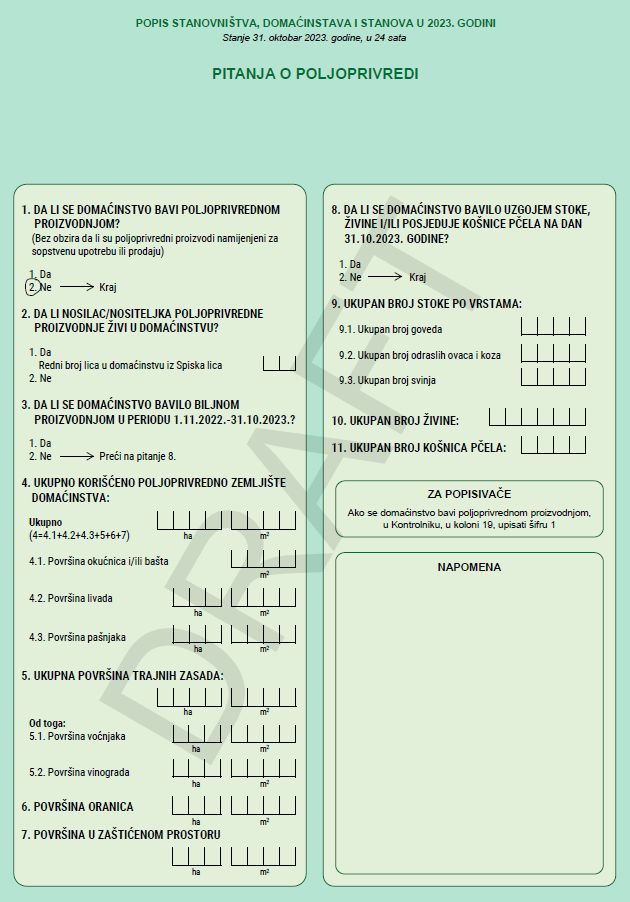 POPIS STANOVNIŠTVA, DOMAĆINSTAVA I STANOVA U 2023. GODINI
Stanje 31. oktobar 2023. godine, u 24 sata
PITANJA O POLJOPRIVREDI
1. DA LI SE DOMAĆINSTVO BAVI POLJOPRIVREDNOM
PROIZVODNJOM?
(Bez obzira da li su poljoprivredni proizvodi namijenjeni za
sopstvenu upotrebu ili prodaju)
1. Da
2. Ne → Kraj
2. DA LI NOSILAC/NOSITELJKA POLJOPRIVREDNE
PROIZVODNJE ŽIVI U DOMAĆINSTVU?
1. Da
Redni broj lica u domaćinstvu iz Spiska lica
2. Ne
3. DA LI SE DOMAĆINSTVO BAVILO BILJNOM
PROIZVODNJOM U PERIODU 1.11.2022.-31.10.2023.?
1. Da
2. Ne → Preći na pitanje 8.
4. UKUPNO KORIŠĆENO POLJOPRIVREDNO ZEMLJIŠTE
DOMAĆINSTVA:
Ukupno
(4=4.1+4.2+4.3+5+6+7)
ha m²
4.1. Površina okućnica i/ili bašta
m²
4.2. Površina livada
ha m²
4.3. Površina pašnjaka
ha m²
5. UKUPNA POVRŠINA TRAJNIH ZASADA:
ha m²
Od toga:
5.1. Površina voćnjaka
ha m²
5.2. Površina vinograda
ha m²
6. POVRŠINA ORANICA
ha m²
7. POVRŠINA U ZAŠTIĆENOM PROSTORU
ha m²
8. DA LI SE DOMAĆINSTVO BAVILO UZGOJEM STOKE,
ŽIVINE I/ILI POSJEDUJE KOŠNICE PČELA NA DAN
31.10.2023. GODINE?
1. Da
2. Ne → Kraj
9. UKUPAN BROJ STOKE PO VRSTAMA:
9.1. Ukupan broj goveda
9.2. Ukupan broj odraslih ovaca i koza
9.3. Ukupan broj svinja
10. UKUPAN BROJ ŽIVINE:
11. UKUPAN BROJ KOŠNICA PČELA:
ZA POPISIVAČE
Ako se domaćinstvo bavi poljoprivrednom proizvodnjom,
u Kontrolniku, u koloni 19, upisati šifru 1
NAPOMENA
DRAFT